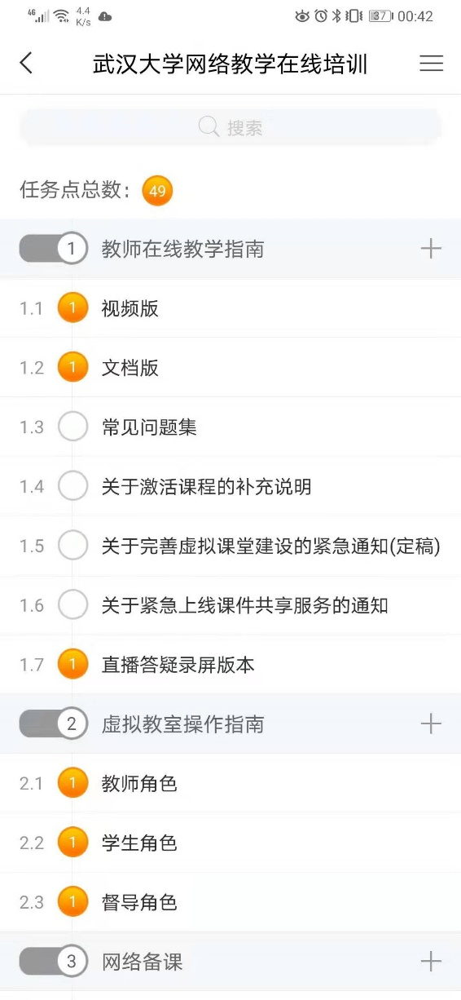 4G 4.4 K/s 37 00:42
武汉大学网络教学在线培训
搜索
任务点总数: 49
1 教师在线教学指南
1.1 1 视频版
1.2 1 文档版
1.3 常见问题集
1.4 关于激活课程的补充说明
1.5 关于完善虚拟课堂建设的紧急通知(定稿)
1.6 关于紧急上线课件共享服务的通知
1.7 1 直播答疑录屏版本
2 虚拟教室操作指南
2.1 1 教师角色
2.2 1 学生角色
2.3 1 督导角色
3 网络备课